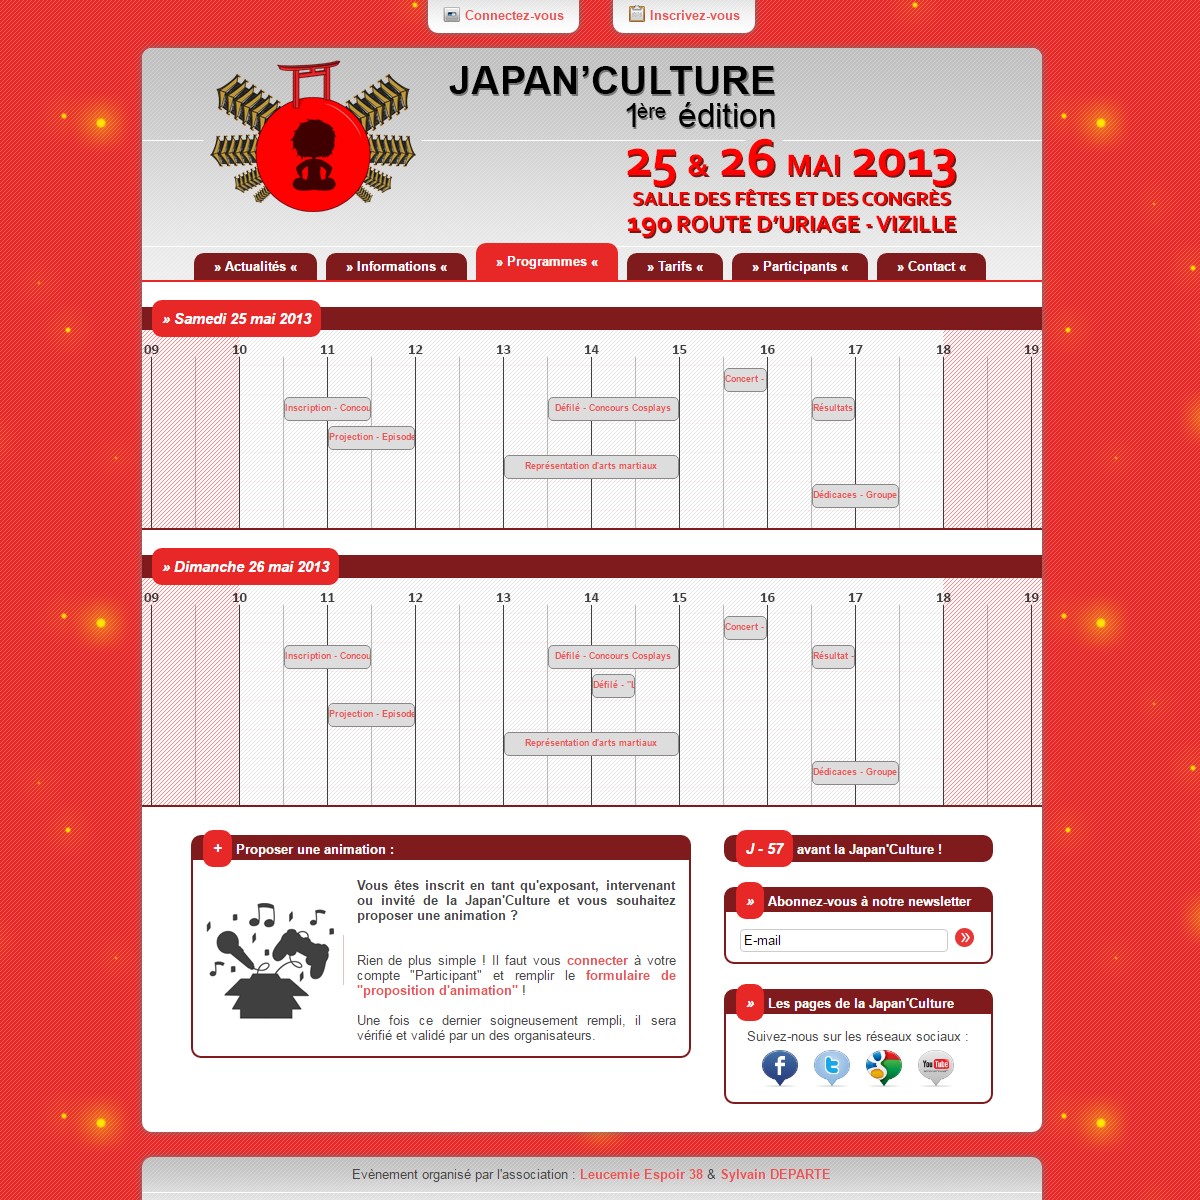 Connectez-vous
Inscrivez-vous
JAPAN'CULTURE
1ère édition
25 & 26 MAI 2013
SALLE DES FÊTES ET DES CONGRÈS
190 ROUTE D'URIAGE - VIZILLE
» Actualités «
» Informations «
» Programmes «
» Tarifs «
» Participants «
» Contact «
» Samedi 25 mai 2013
09 10 11 12 13 14 15 16 17 18 19
Concert -
Inscription - Concou
Défilé - Concours Cosplays
Résultats
Projection - Episode
Représentation d'arts martiaux
Dédicaces - Groupe
» Dimanche 26 mai 2013
09 10 11 12 13 14 15 16 17 18 19
Concert -
Inscription - Concou
Défilé - Concours Cosplays
Résultat -
Défilé - "L
Projection - Episode
Représentation d'arts martiaux
Dédicaces - Groupe
+ Proposer une animation :
Vous êtes inscrit en tant qu'exposant, intervenant
ou invité de la Japan'Culture et vous souhaitez
proposer une animation ?
Rien de plus simple ! Il faut vous connecter à votre
compte "Participant" et remplir le formulaire de
"proposition d'animation" !
Une fois ce dernier soigneusement rempli, il sera
vérifié et validé par un des organisateurs.
J - 57 avant la Japan'Culture !
» Abonnez-vous à notre newsletter
E-mail
»
» Les pages de la Japan'Culture
Suivez-nous sur les réseaux sociaux :
f
t
g
You Tube
Evènement organisé par l'association : Leucemie Espoir 38 & Sylvain DEPARTE